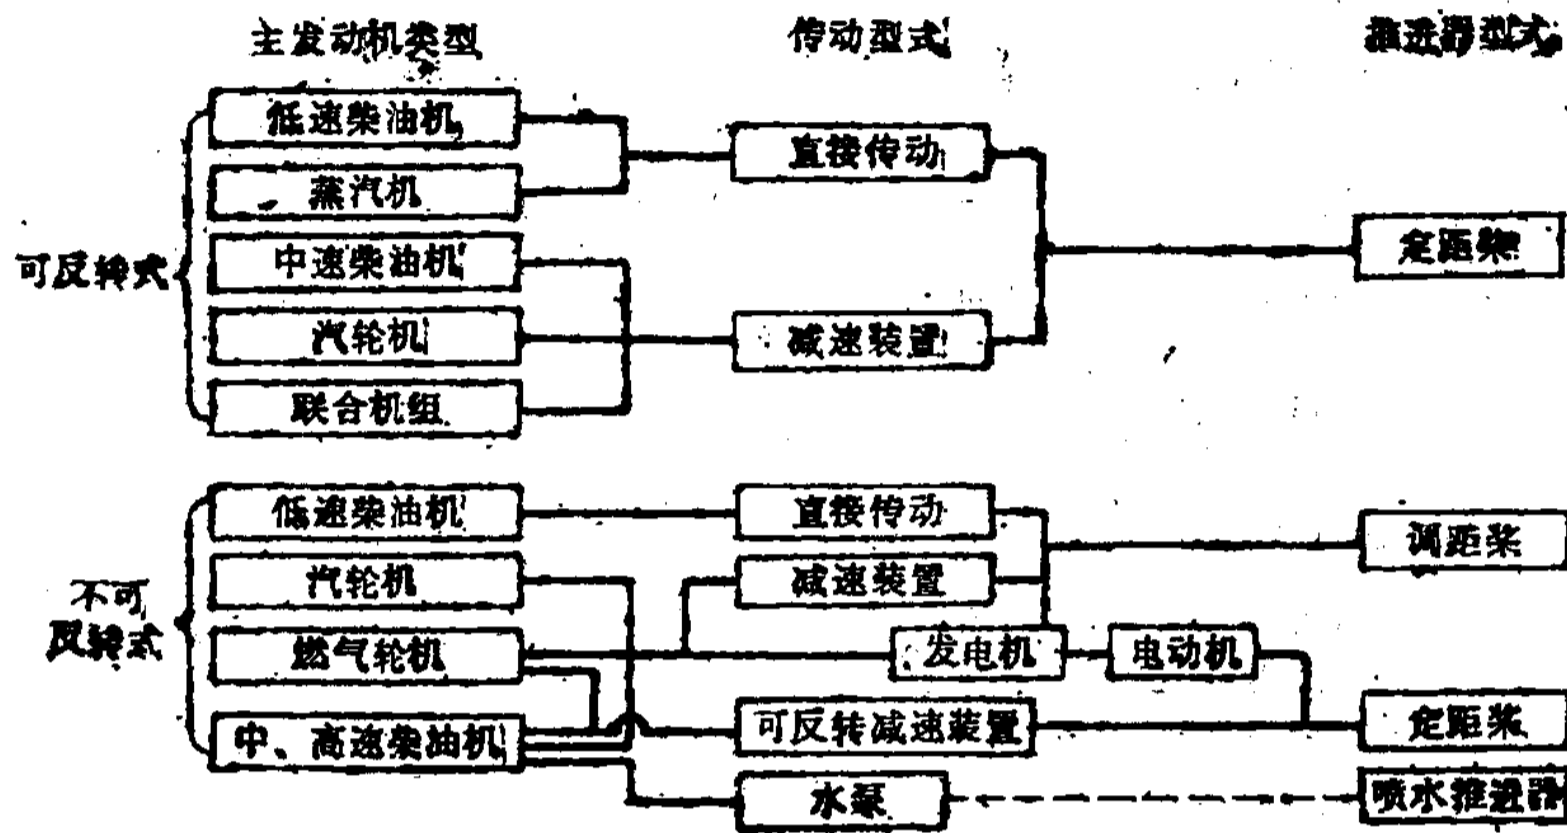 主发动机类型
传动型式
推进器型式
可反转式
低速柴油机
蒸汽机
中速柴油机
汽轮机
联合机组
直接传动
减速装置
定距桨
不可
反转式
低速柴油机
汽轮机
燃气轮机
中、高速柴油机
直接传动
减速装置
发电机
电动机
可反转减速装置
水泵
调距桨
定距桨
喷水推进器